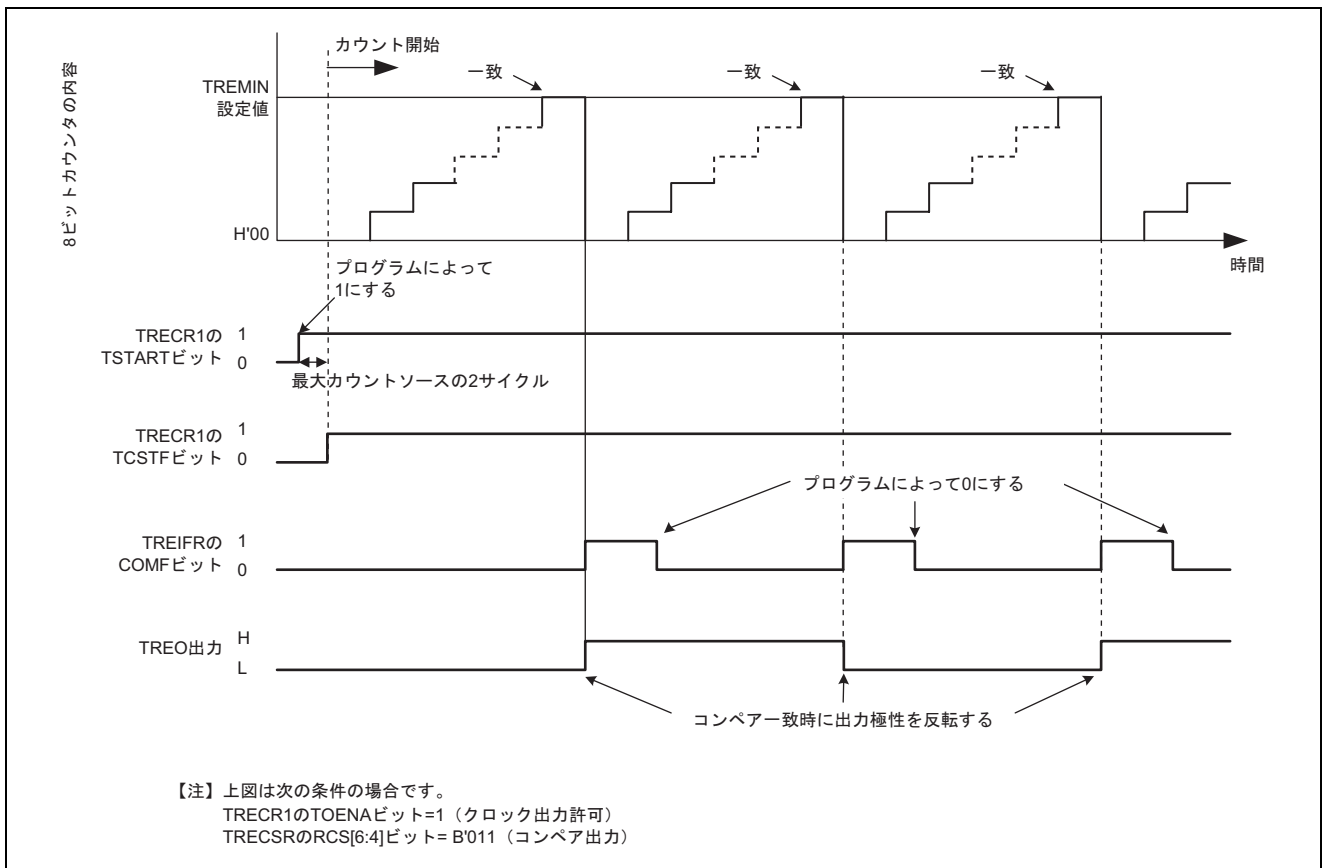 カウント開始
8ビットカウンタの内容
TREMIN
設定値
一致
一致
一致
H'00
時間
プログラムによって
1にする
TRECR1の
TSTARTビット
1
0
最大カウントソースの2サイクル
TRECR1の
TCSTFビット
1
0
プログラムによって0にする
TREIFRの
COMFビット
1
0
TREO出力
H
L
コンペア一致時に出力極性を反転する
【注】上図は次の条件の場合です。
TRECR1のTOENAビット=1（クロック出力許可）
TRECSRのRCS[6:4]ビット= B'011（コンペア出力）